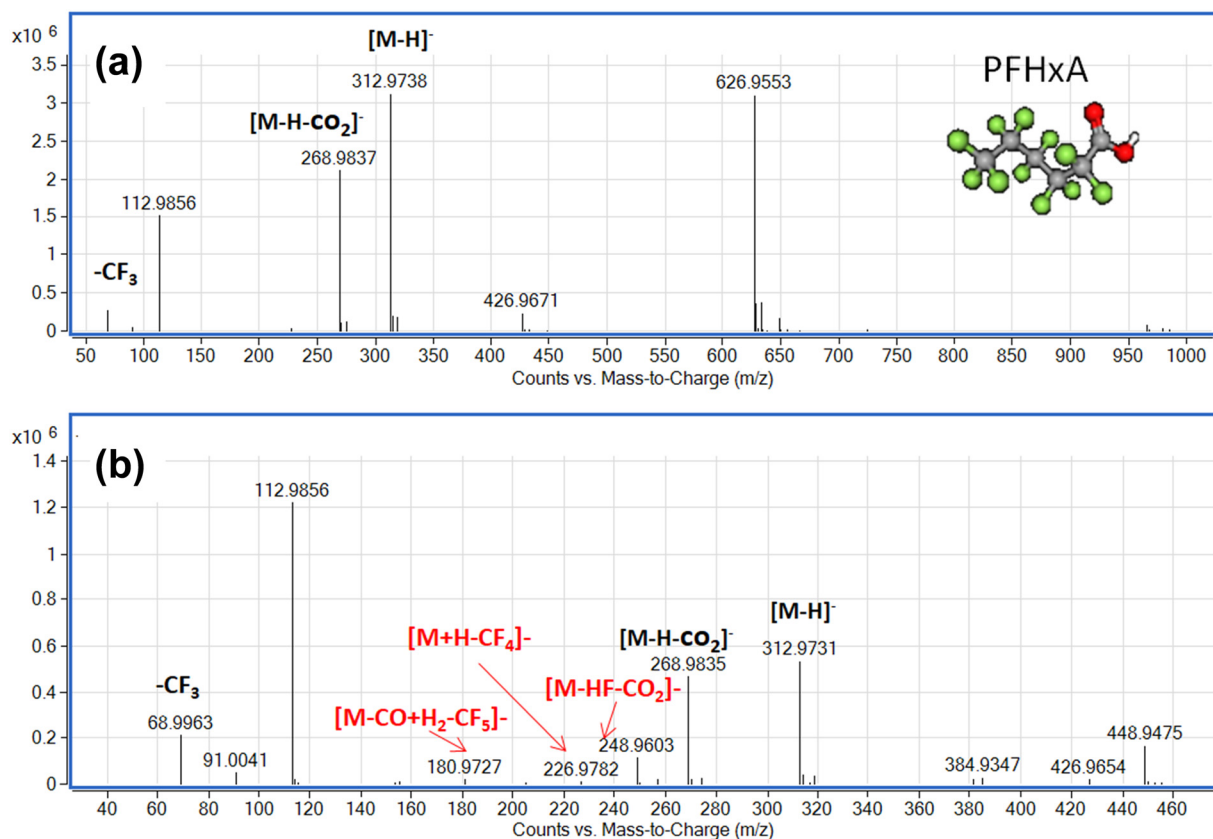 x10 6
(a)
[M-H]-
312.9738
626.9553
PFHxA
[M-H-CO2]-
268.9837
112.9856
-CF3
426.9671
3.5
3
2.5
2
1.5
1
0.5
0
50 100 150 200 250 300 350 400 450 500 550 600 650 700 750 800 850 900 950 1000
Counts vs. Mass-to-Charge (m/z)
x10 6
(b)
112.9856
[M-H]-
[M+H-CF4]-
[M-H-CO2]-
312.9731
268.9835
-CF3
[M-HF-CO2]-
[M-CO+H2-CF5]-
68.9963
248.9603
448.9475
91.0041
180.9727
226.9782
384.9347
426.9654
1.4
1.2
1
0.8
0.6
0.4
0.2
0
40 60 80 100 120 140 160 180 200 220 240 260 280 300 320 340 360 380 400 420 440 460
Counts vs. Mass-to-Charge (m/z)